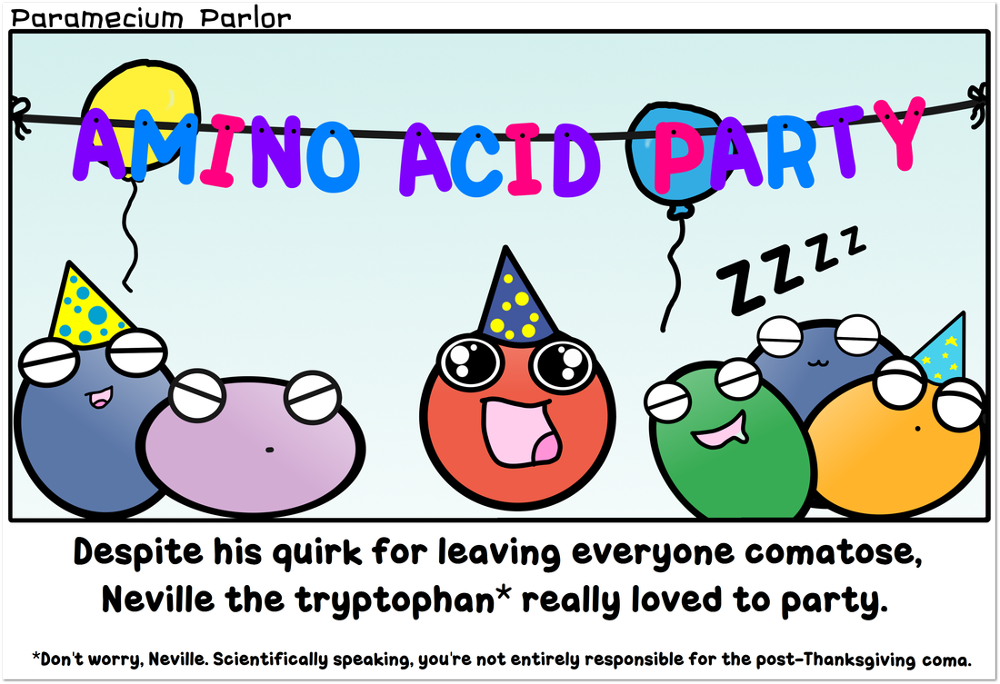 Paramecium Parlor
AMINO ACID PARTY
ZZZZ
Despite his quirk for leaving everyone comatose,
Neville the tryptophan* really loved to party.
*Don't worry, Neville. Scientifically speaking, you're not entirely responsible for the post-Thanksgiving coma.